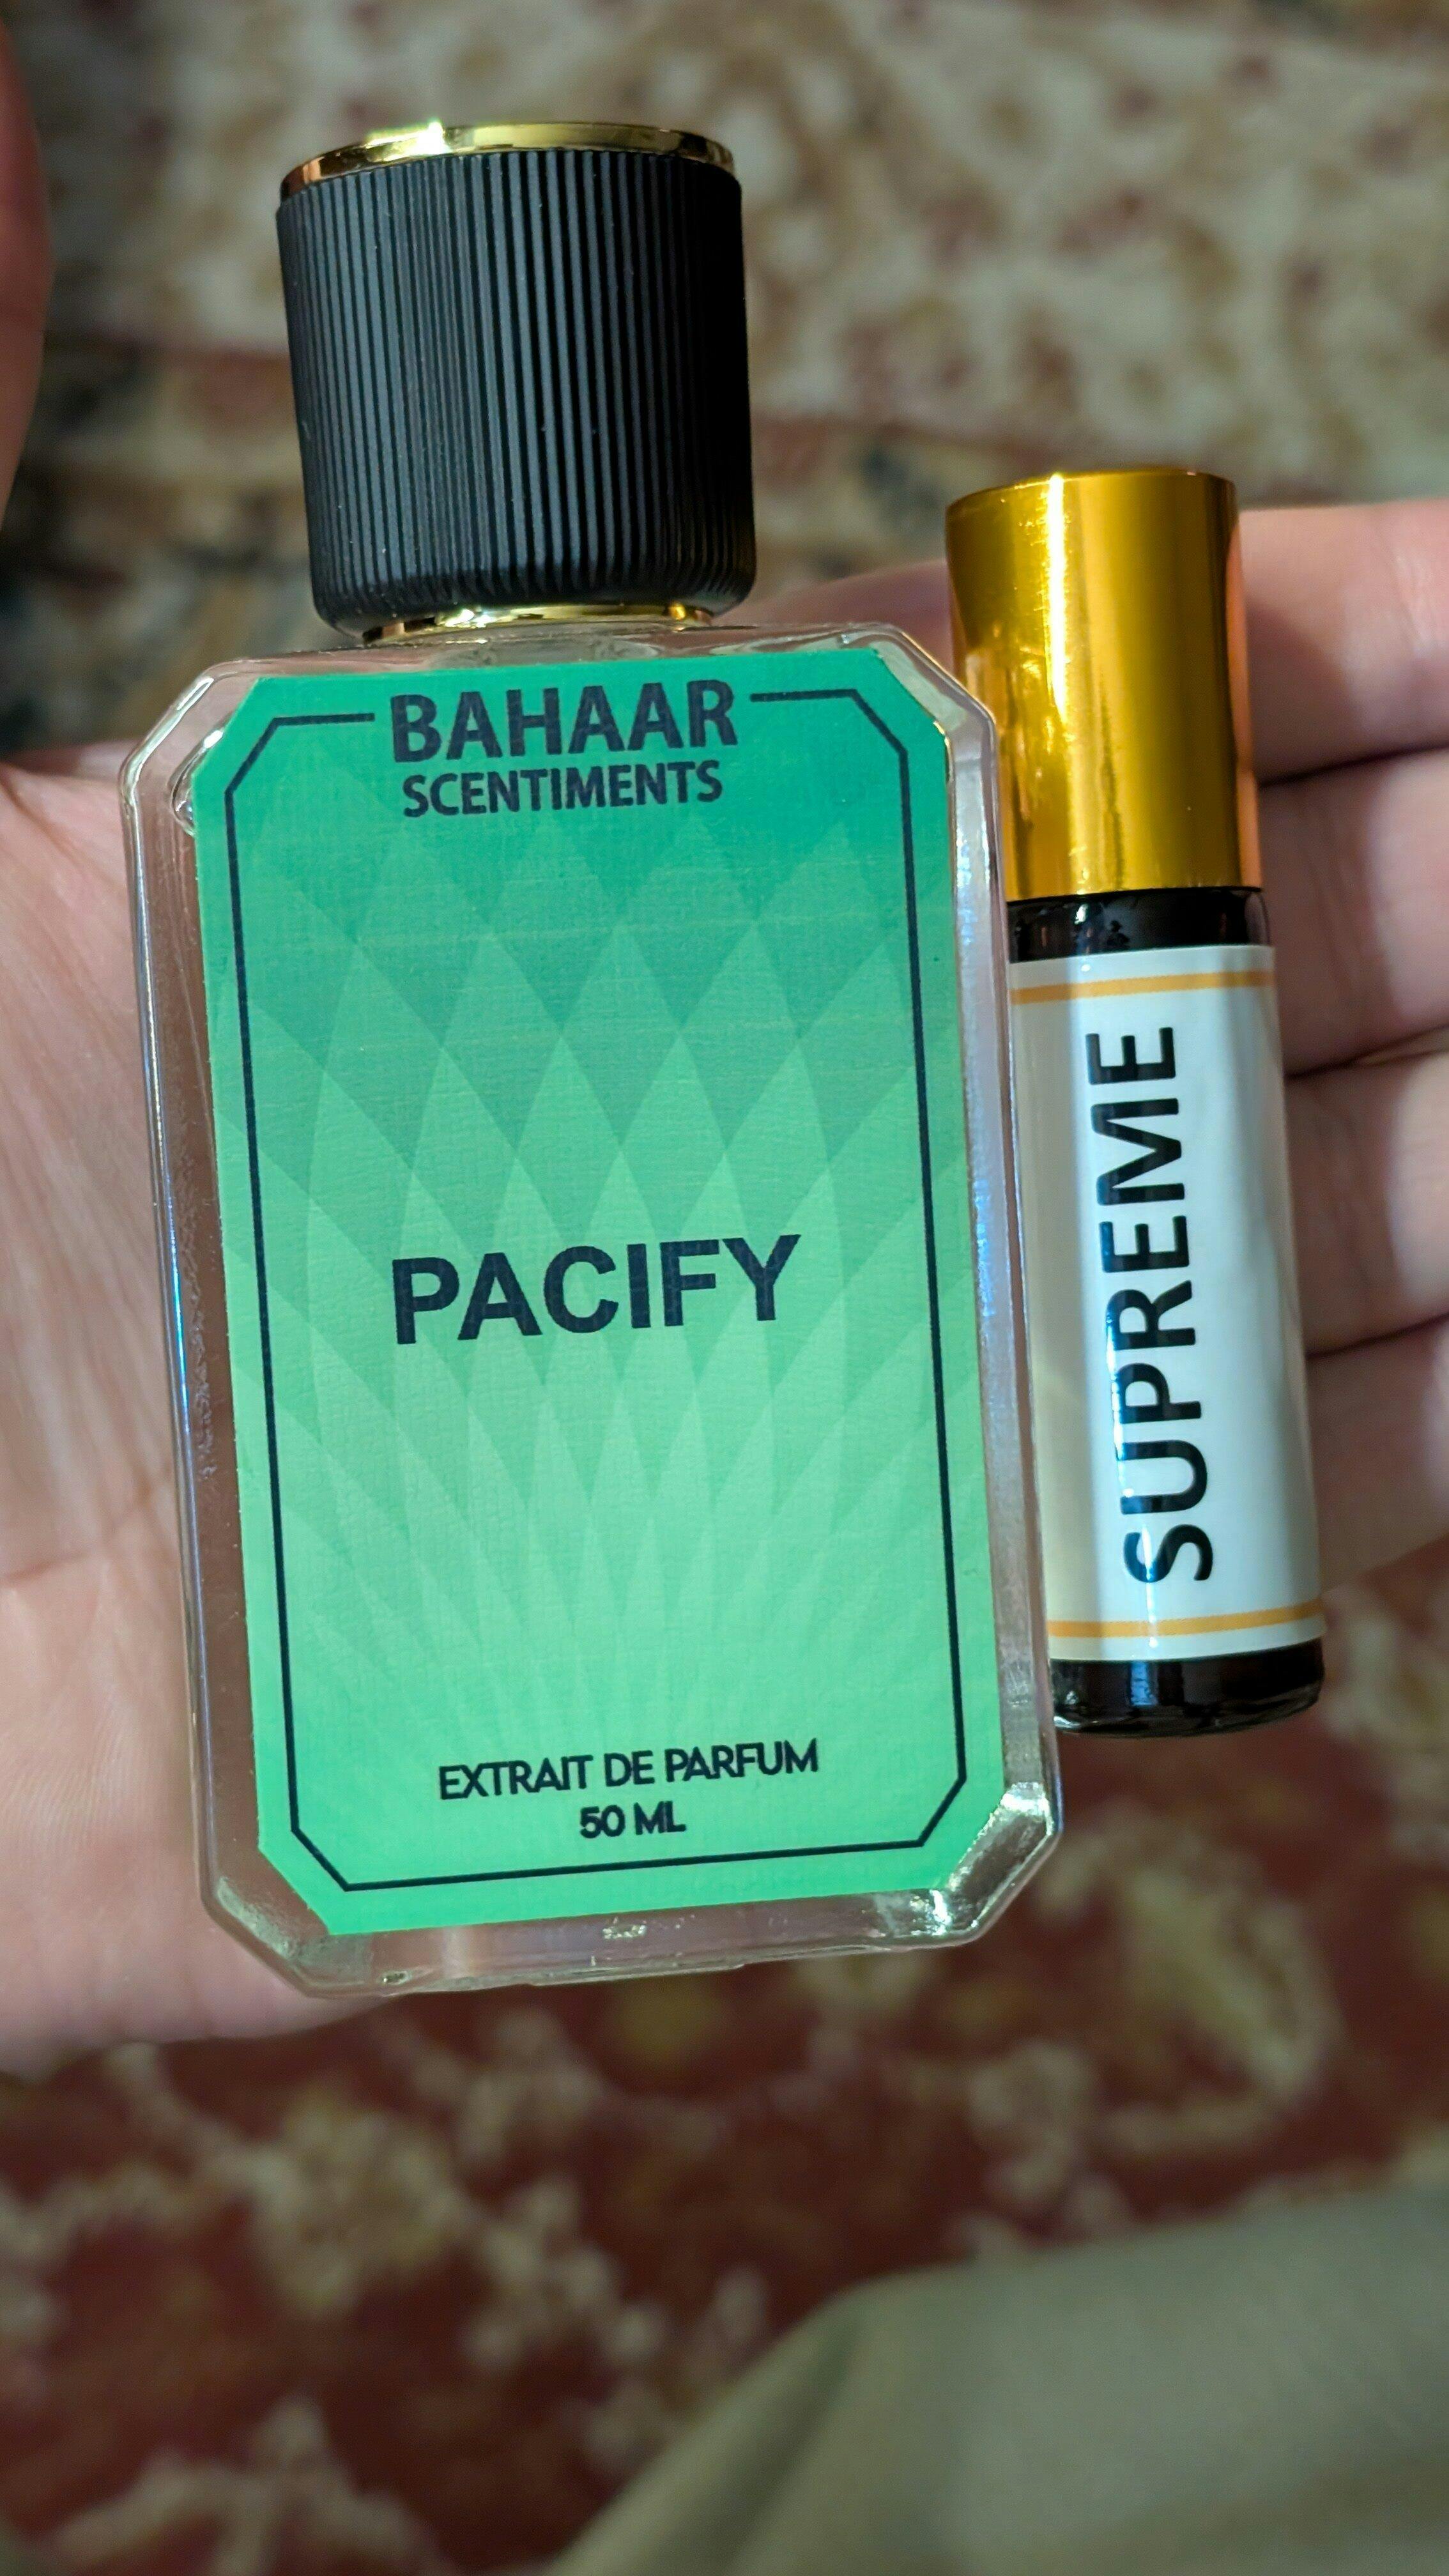 BAHAAR
SCENTIMENTS
PACIFY
EXTRAIT DE PARFUM
50 ML
SUPREME